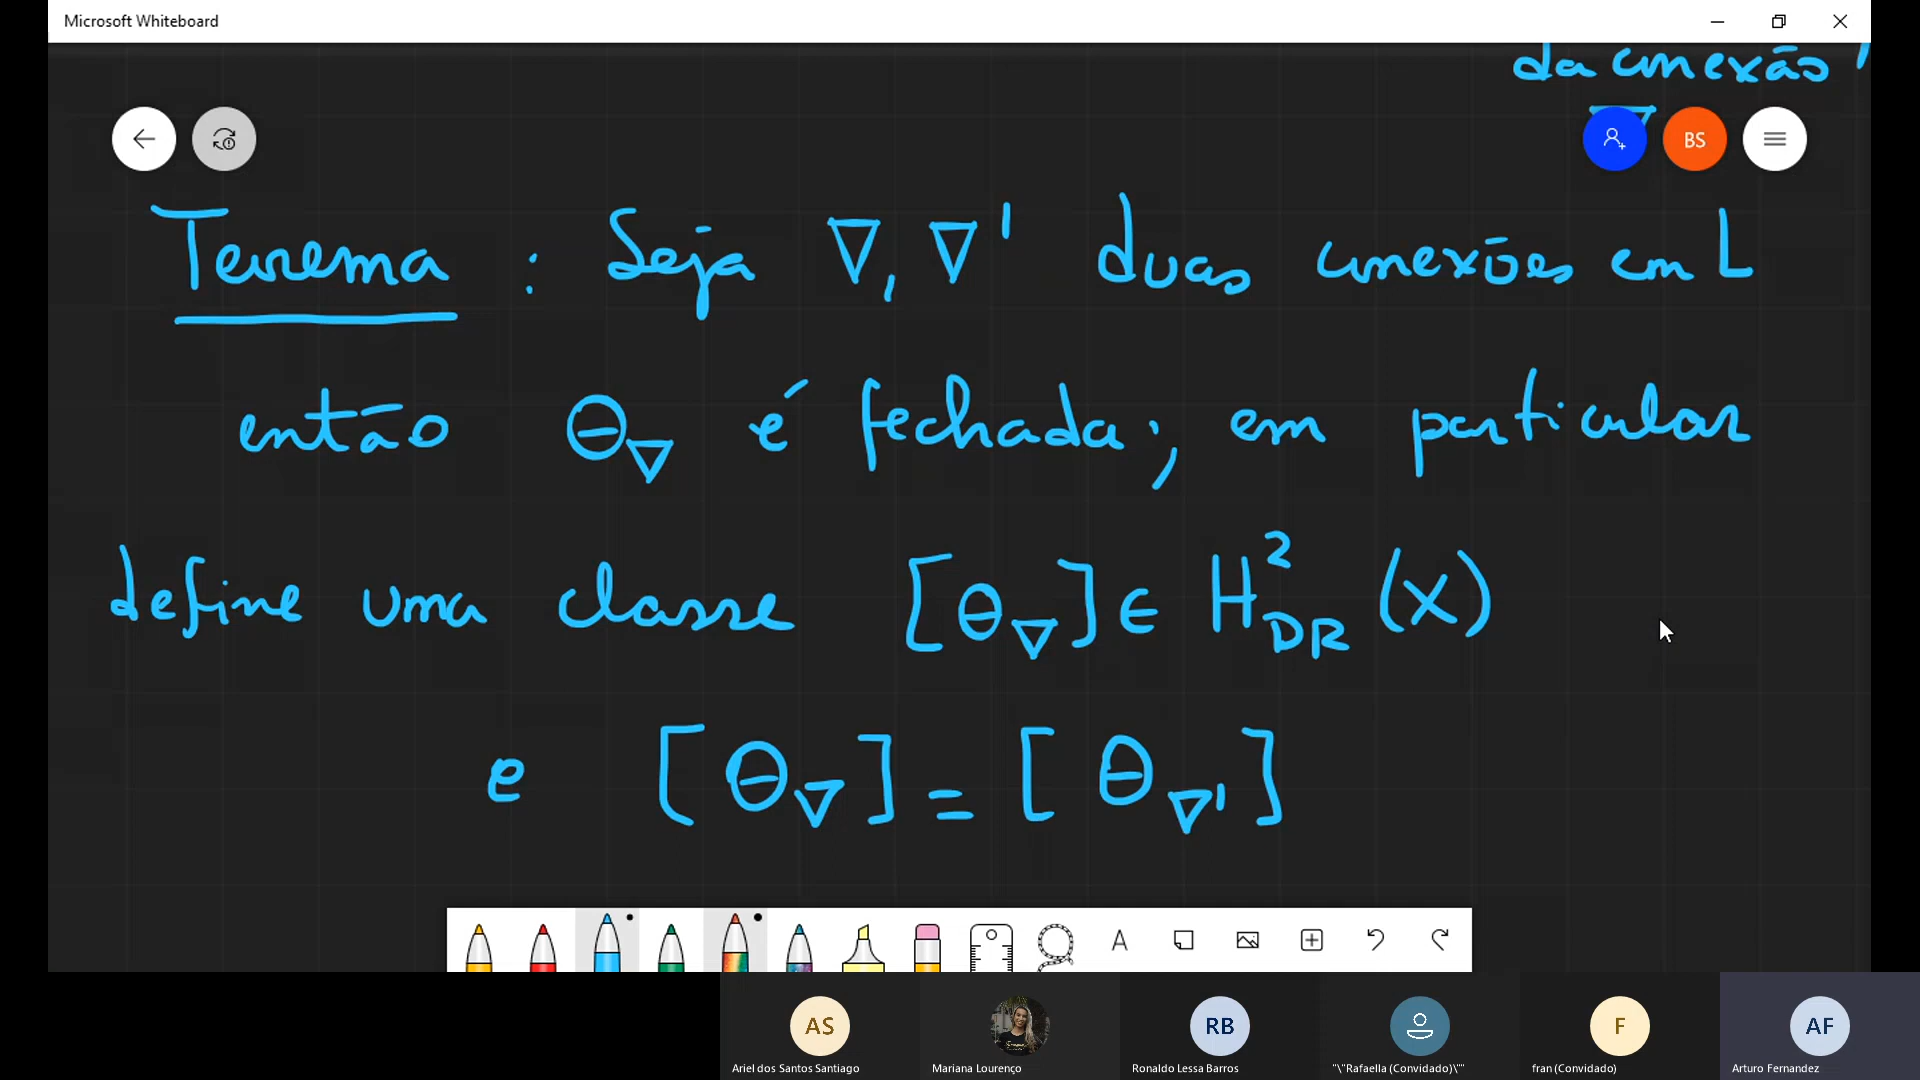 Microsoft Whiteboard
da conexão
∇
BS
Teorema : Seja ∇, ∇' duas conexões em L
então Θ_∇ é fechada; em particular
define uma classe [Θ_∇] ∈ H²_DR (X)
e [Θ_∇] = [Θ_∇']
A
AS
RB
F
AF
Ariel dos Santos Santiago
Mariana Lourenço
Ronaldo Lessa Barros
"\"Rafaella (Convidado)\""
fran (Convidado)
Arturo Fernandez